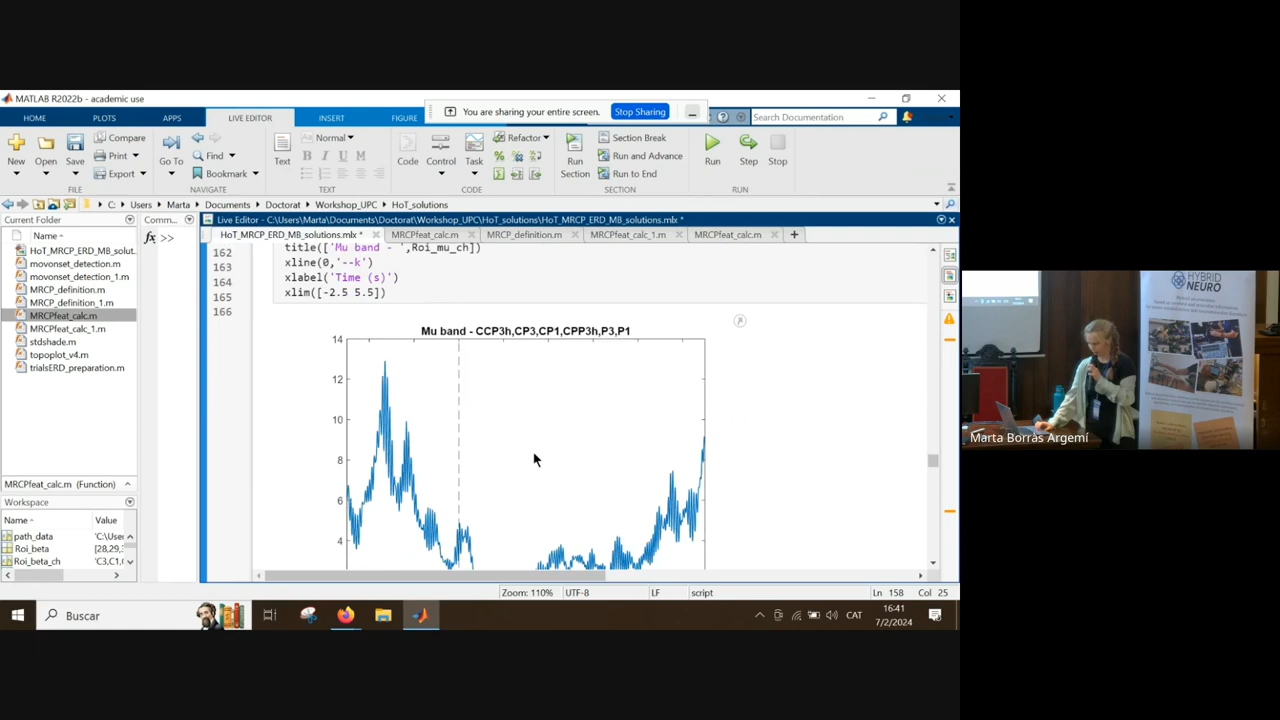 MATLAB R2022b - academic use
You are sharing your entire screen.
Stop Sharing
HOME PLOTS APPS LIVE EDITOR INSERT FIGURE
Search Documentation
New Open Save
Compare
Print
Export
Go To
Find
Bookmark
Text
Normal
B I U M
Code Control Task
Refactor
Run Section
Section Break
Run and Advance
Run to End
Run Step Stop
FILE NAVIGATE TEXT CODE SECTION RUN
C: Users Marta Documents Doctorat Workshop_UPC HoT_solutions
Current Folder
Comm...
Live Editor - C:\Users\Marta\Documents\Doctorat\Workshop_UPC\HoT_solutions\HoT_MRCP_ERD_MB_solutions.mlx *
HoT_MRCP_ERD_MB_solutions.mlx * MRCPfeat_calc.m MRCP_definition.m MRCPfeat_calc_1.m MRCPfeat_calc.m
Name
HoT_MRCP_ERD_MB_solut..
movonset_detection.m
movonset_detection_1.m
MRCP_definition.m
MRCP_definition_1.m
MRCPfeat_calc.m
MRCPfeat_calc_1.m
stdshade.m
topoplot_v4.m
trialsERD_preparation.m
fx >>
162 title(['Mu band - ',Roi_mu_ch])
163 xline(0,'--k')
164 xlabel('Time (s)')
165 xlim([-2.5 5.5])
166
Mu band - CCP3h,CP3,CP1,CPP3h,P3,P1
14
12
10
8
6
4
MRCPfeat_calc.m (Function)
Workspace
Name Value
path_data 'C:\User
Roi_beta [28,29,3
Roi_beta_ch 'C3,C1,C
Zoom: 110% UTF-8 LF script Ln 158 Col 25
Buscar
CAT
16:41
7/2/2024
HYBRID
NEURO
Marta Borràs Argemí